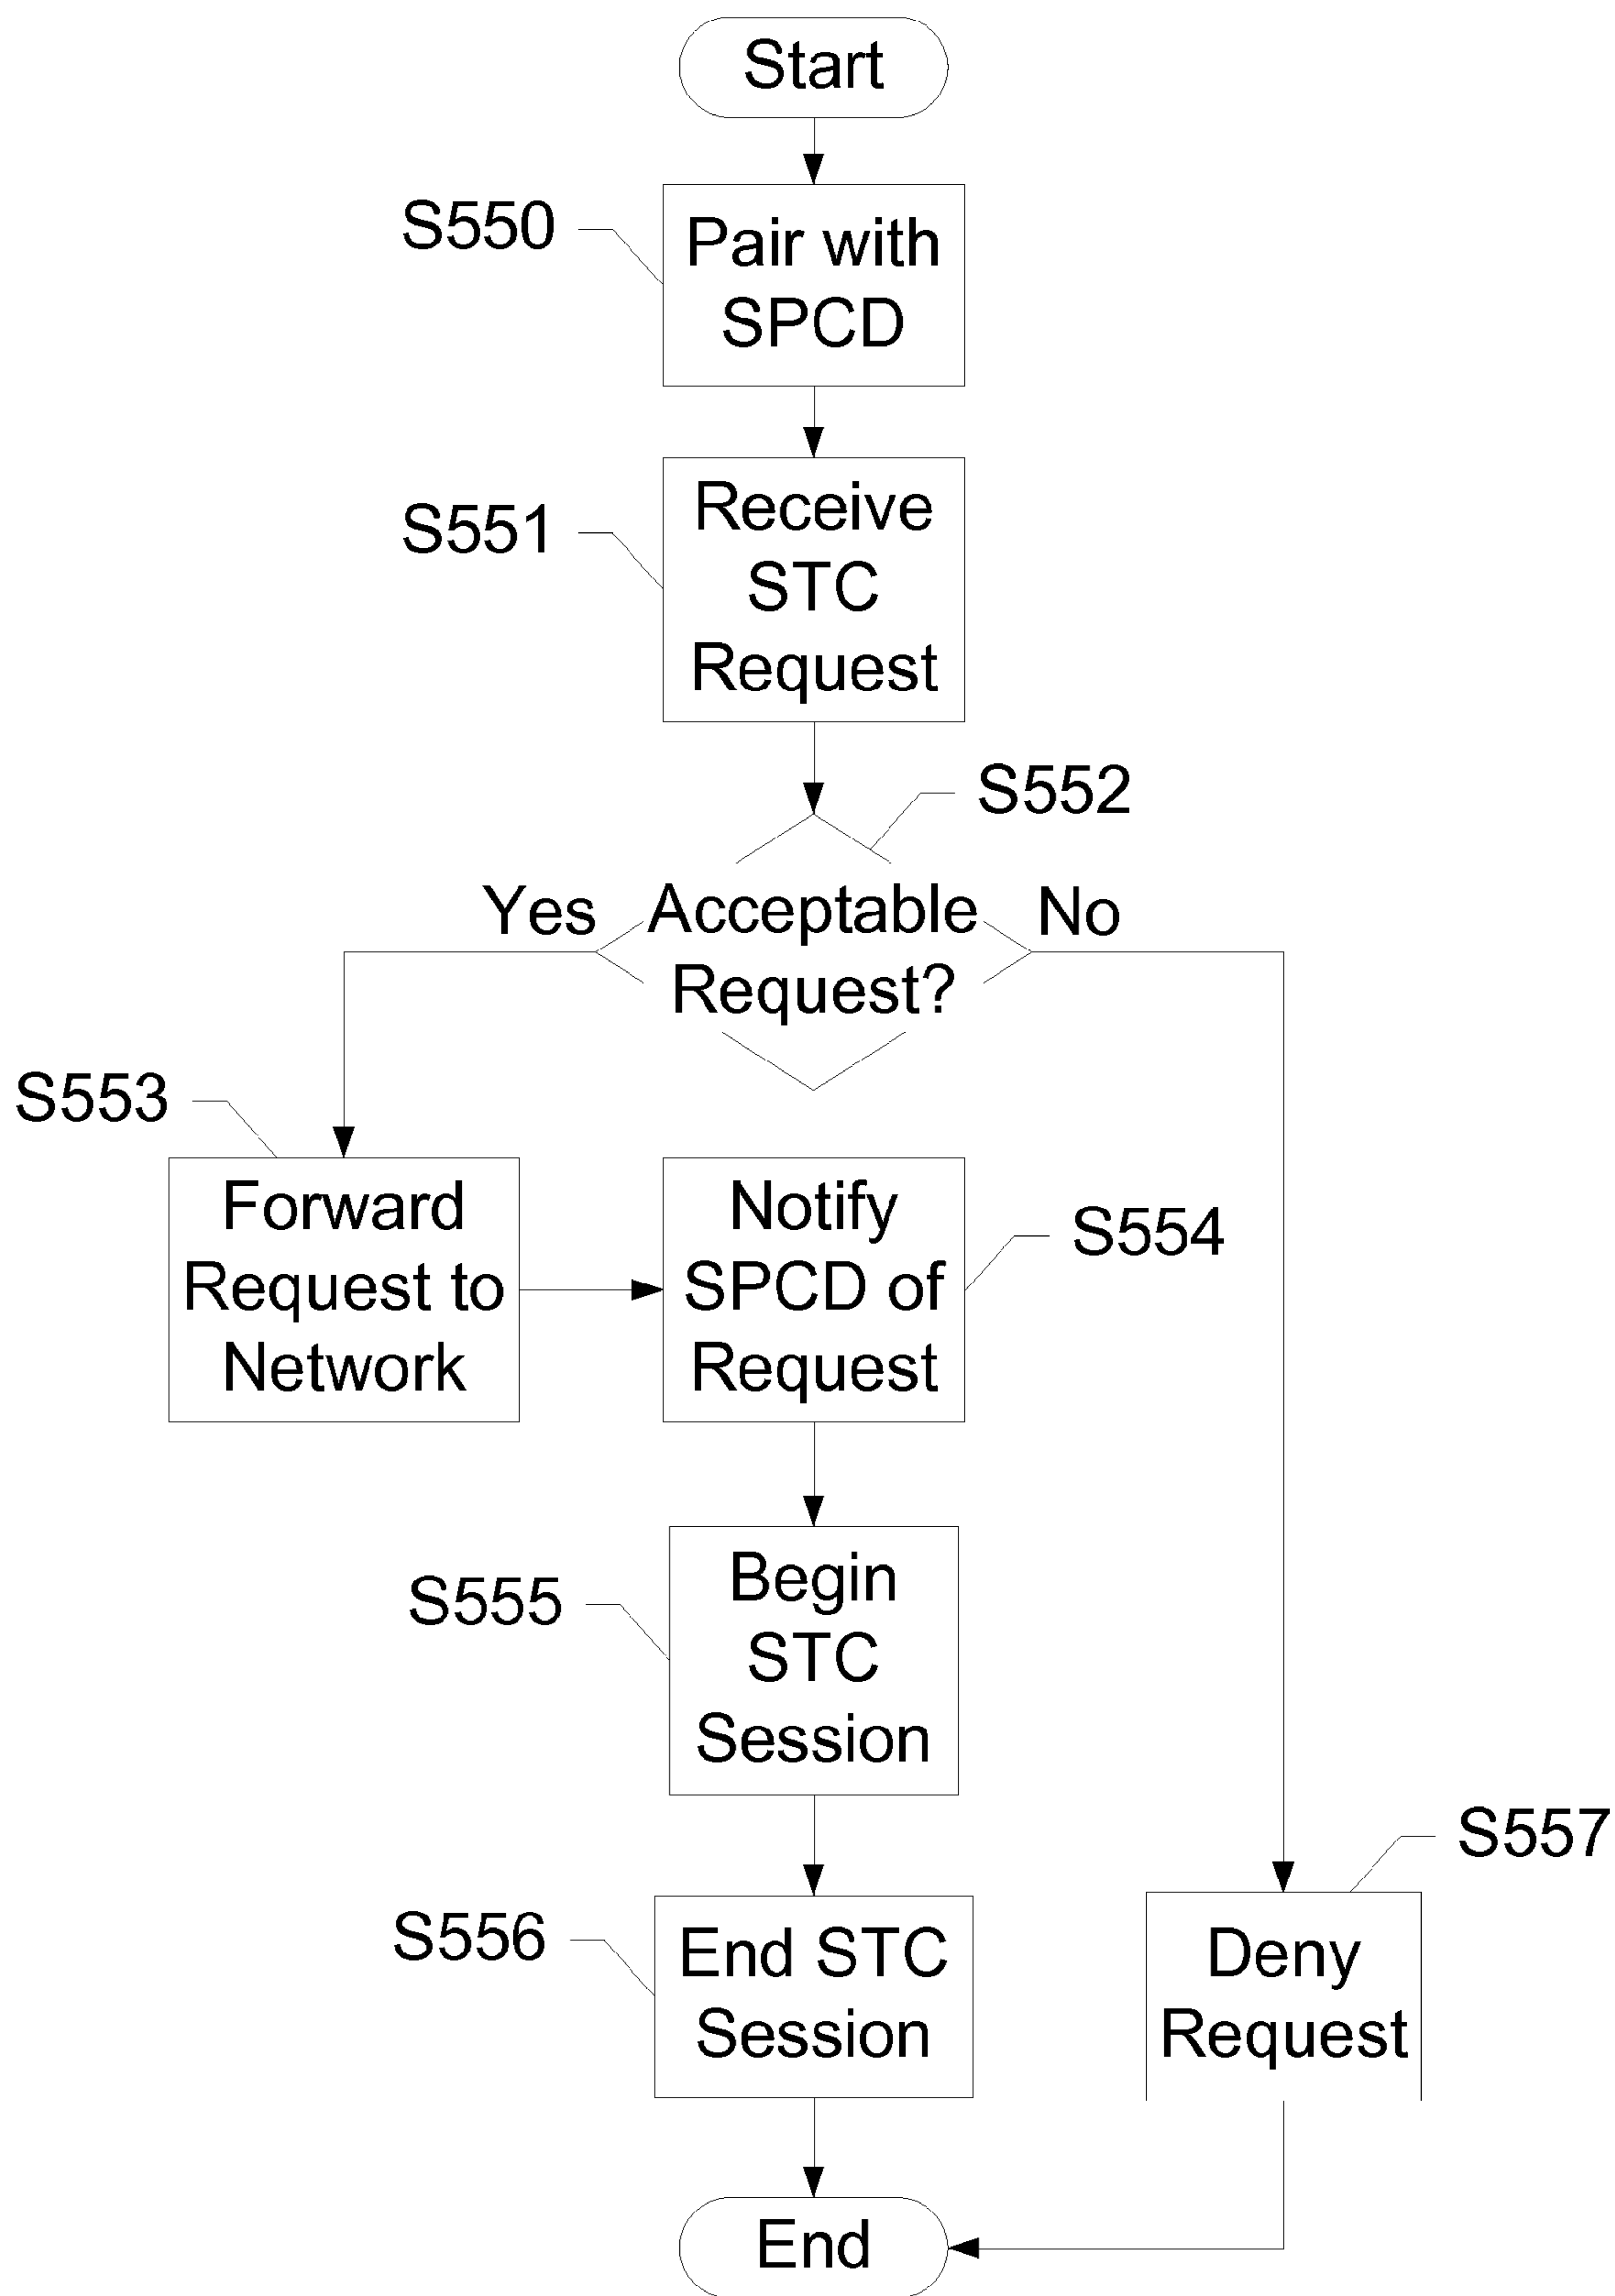 Start
S550
Pair with
SPCD
S551
Receive
STC
Request
S552
Yes
Acceptable
Request?
No
S553
Forward
Request to
Network
Notify
SPCD of
Request
S554
S555
Begin
STC
Session
S556
End STC
Session
S557
Deny
Request
End